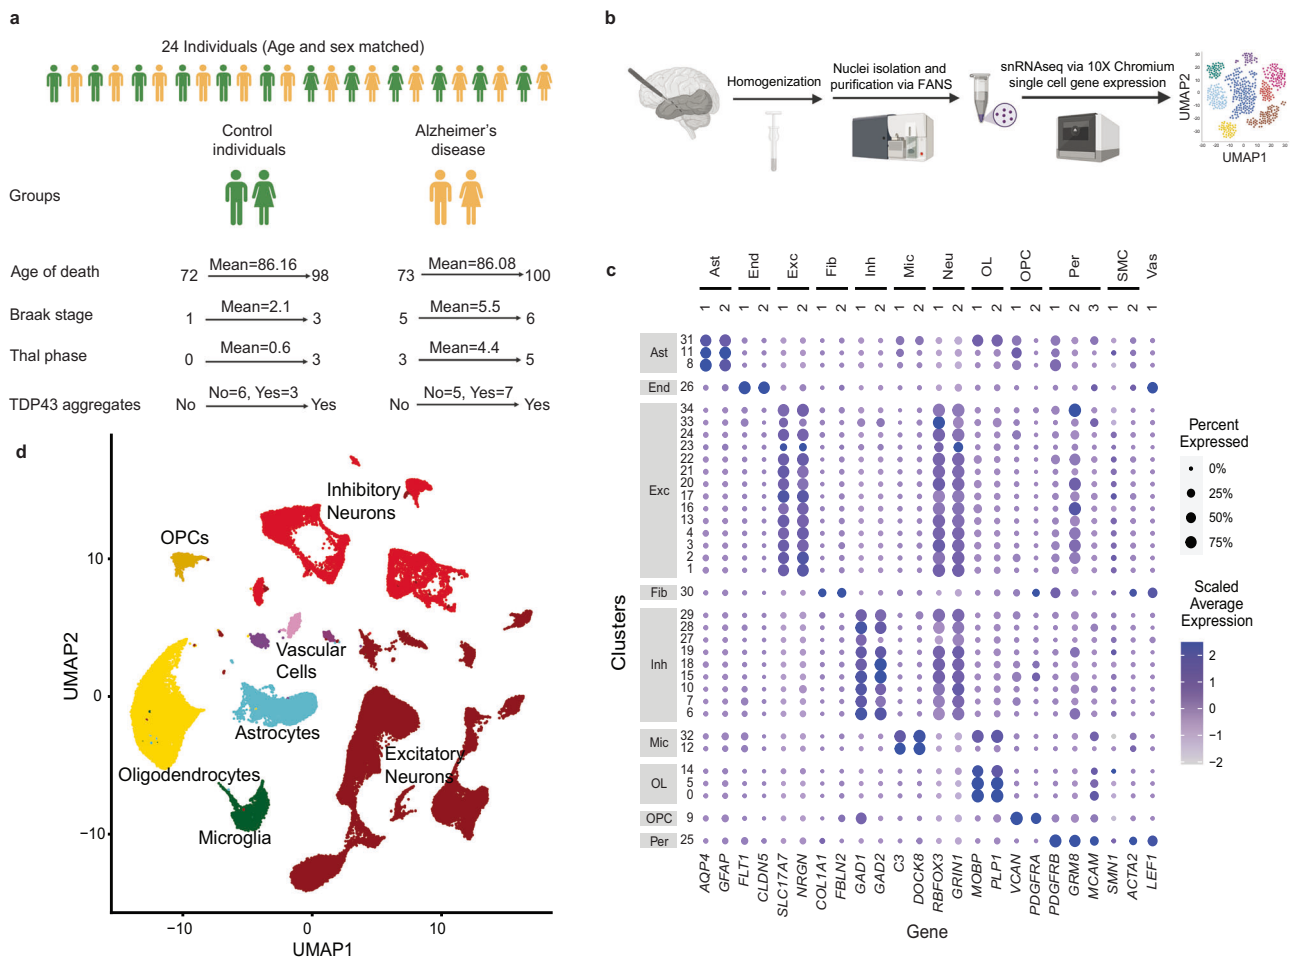 a
24 Individuals (Age and sex matched)
Control
individuals
Alzheimer's
disease
Groups
Age of death
72 Mean=86.16 98
73 Mean=86.08 100
Braak stage
1 Mean=2.1 3
5 Mean=5.5 6
Thal phase
0 Mean=0.6 3
3 Mean=4.4 5
TDP43 aggregates
No No=6, Yes=3 Yes
No No=5, Yes=7 Yes
b
Homogenization
Nuclei isolation and
purification via FANS
snRNAseq via 10X Chromium
single cell gene expression
UMAP2
UMAP1
c
Ast End Exc Fib Inh Mic Neu OL OPC Per SMC Vas
1 2 1 2 1 2 1 2 1 2 1 2 1 2 1 2 1 2 1 2 3 1 2 1
Clusters
Ast
31
11
8
End 26
Exc
34
33
24
23
22
21
20
17
16
13
4
3
2
1
Fib 30
Inh
29
28
27
19
18
15
10
7
6
Mic
32
12
OL
14
5
0
OPC 9
Per 25
AQP4 GFAP FLT1 CLDN5 SLC17A7 NRGN COL1A1 FBLN2 GAD1 GAD2 C3 DOCK8 RBFOX3 GRIN1 MOBP PLP1 VCAN PDGFRA PDGFRB GRM8 MCAM SMN1 ACTA2 LEF1
Gene
Percent
Expressed
0%
25%
50%
75%
Scaled
Average
Expression
2
1
0
−1
−2
d
UMAP2
10
0
−10
Inhibitory
Neurons
OPCs
Vascular
Cells
Astrocytes
Oligodendrocytes
Excitatory
Neurons
Microglia
−10 0 10
UMAP1